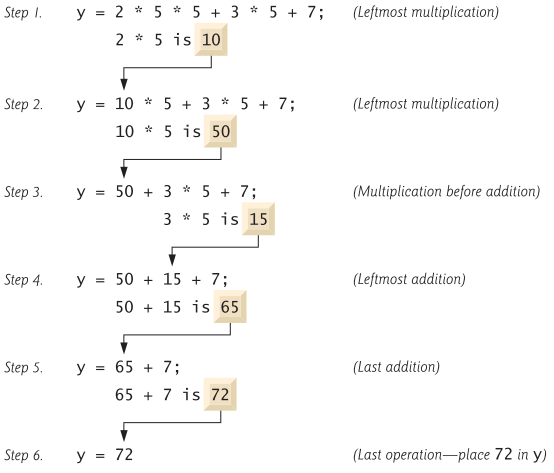 Step 1. y = 2 * 5 * 5 + 3 * 5 + 7; (Leftmost multiplication)
2 * 5 is 10
Step 2. y = 10 * 5 + 3 * 5 + 7; (Leftmost multiplication)
10 * 5 is 50
Step 3. y = 50 + 3 * 5 + 7; (Multiplication before addition)
3 * 5 is 15
Step 4. y = 50 + 15 + 7; (Leftmost addition)
50 + 15 is 65
Step 5. y = 65 + 7; (Last addition)
65 + 7 is 72
Step 6. y = 72 (Last operation—place 72 in y)